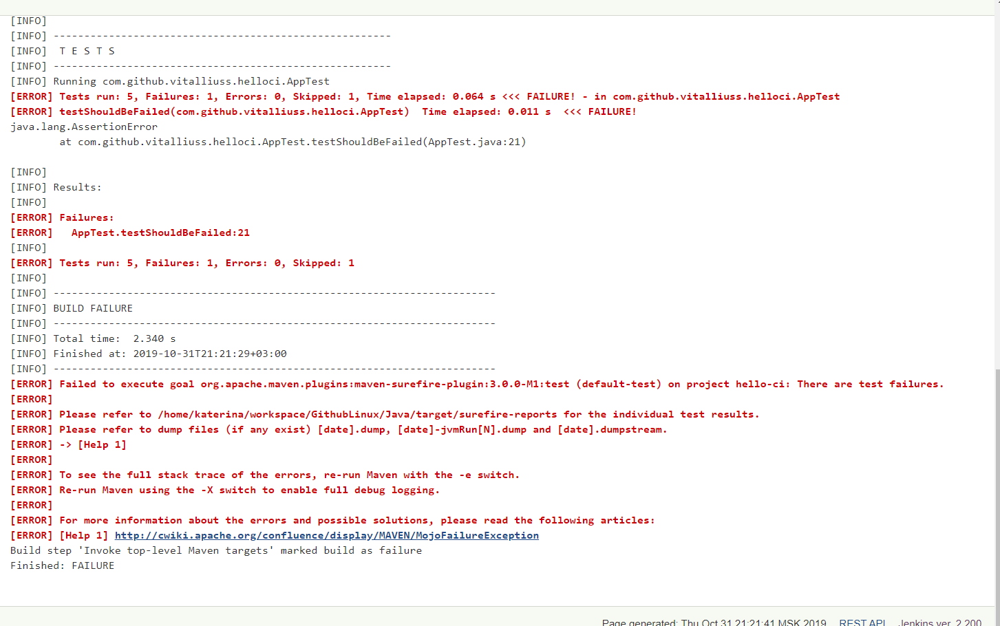 [INFO]
[INFO] -------------------------------------------------------
[INFO]  T E S T S
[INFO] -------------------------------------------------------
[INFO] Running com.github.vitalliuss.helloci.AppTest
[ERROR] Tests run: 5, Failures: 1, Errors: 0, Skipped: 1, Time elapsed: 0.064 s <<< FAILURE! - in com.github.vitalliuss.helloci.AppTest
[ERROR] testShouldBeFailed(com.github.vitalliuss.helloci.AppTest)  Time elapsed: 0.011 s  <<< FAILURE!
java.lang.AssertionError
        at com.github.vitalliuss.helloci.AppTest.testShouldBeFailed(AppTest.java:21)

[INFO]
[INFO] Results:
[INFO]
[ERROR] Failures:
[ERROR]   AppTest.testShouldBeFailed:21
[INFO]
[ERROR] Tests run: 5, Failures: 1, Errors: 0, Skipped: 1
[INFO]
[INFO] ------------------------------------------------------------------------
[INFO] BUILD FAILURE
[INFO] ------------------------------------------------------------------------
[INFO] Total time:  2.340 s
[INFO] Finished at: 2019-10-31T21:21:29+03:00
[INFO] ------------------------------------------------------------------------
[ERROR] Failed to execute goal org.apache.maven.plugins:maven-surefire-plugin:3.0.0-M1:test (default-test) on project hello-ci: There are test failures.
[ERROR]
[ERROR] Please refer to /home/katerina/workspace/GithubLinux/Java/target/surefire-reports for the individual test results.
[ERROR] Please refer to dump files (if any exist) [date].dump, [date]-jvmRun[N].dump and [date].dumpstream.
[ERROR] -> [Help 1]
[ERROR]
[ERROR] To see the full stack trace of the errors, re-run Maven with the -e switch.
[ERROR] Re-run Maven using the -X switch to enable full debug logging.
[ERROR]
[ERROR] For more information about the errors and possible solutions, please read the following articles:
[ERROR] [Help 1] http://cwiki.apache.org/confluence/display/MAVEN/MojoFailureException
Build step 'Invoke top-level Maven targets' marked build as failure
Finished: FAILURE
Page generated: Thu Oct 31 21:21:41 MSK 2019 REST API Jenkins ver. 2.200